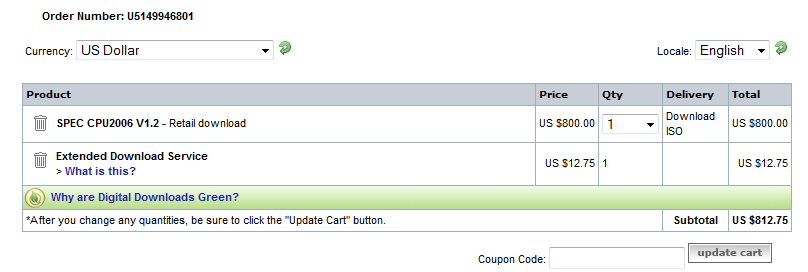 Order Number: U5149946801
Currency: US Dollar Locale: English
Product Price Qty Delivery Total
SPEC CPU2006 V1.2 - Retail download US $800.00 1 Download ISO US $800.00
Extended Download Service US $12.75 1 US $12.75
> What is this?
Why are Digital Downloads Green?
*After you change any quantities, be sure to click the "Update Cart" button. Subtotal US $812.75
Coupon Code: update cart